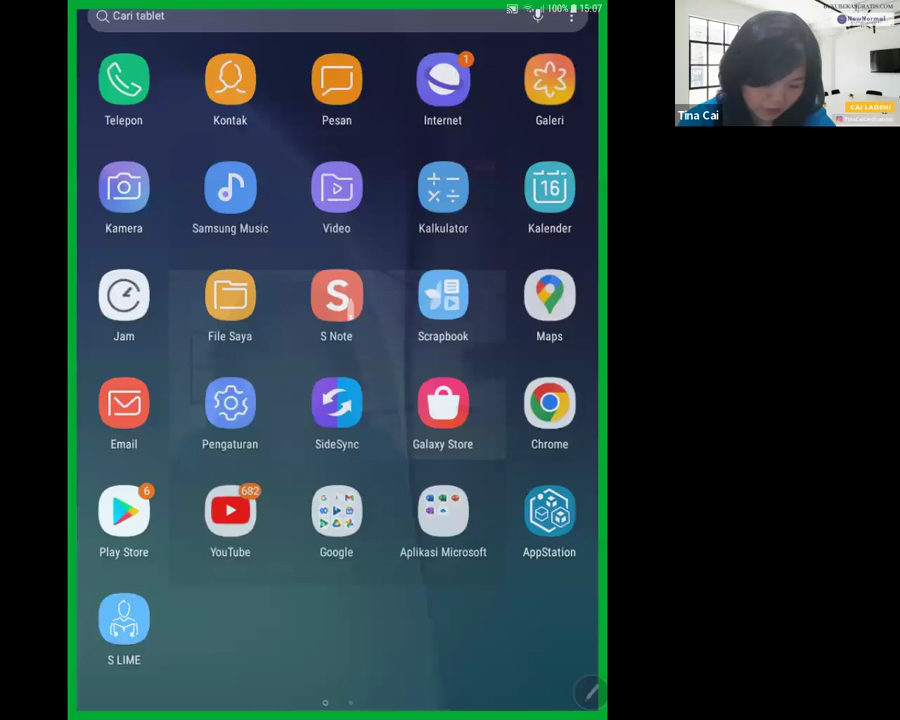 Cari tablet
100% 15:07
Telepon
Kontak
Pesan
1
Internet
Galeri
Kamera
Samsung Music
Video
Kalkulator
16
Kalender
Jam
File Saya
S
S Note
Scrapbook
Maps
Email
Pengaturan
SideSync
Galaxy Store
Chrome
6
Play Store
682
YouTube
Google
Aplikasi Microsoft
AppStation
S LIME
NewNormal
CAI LAOSHI
Tina Cai